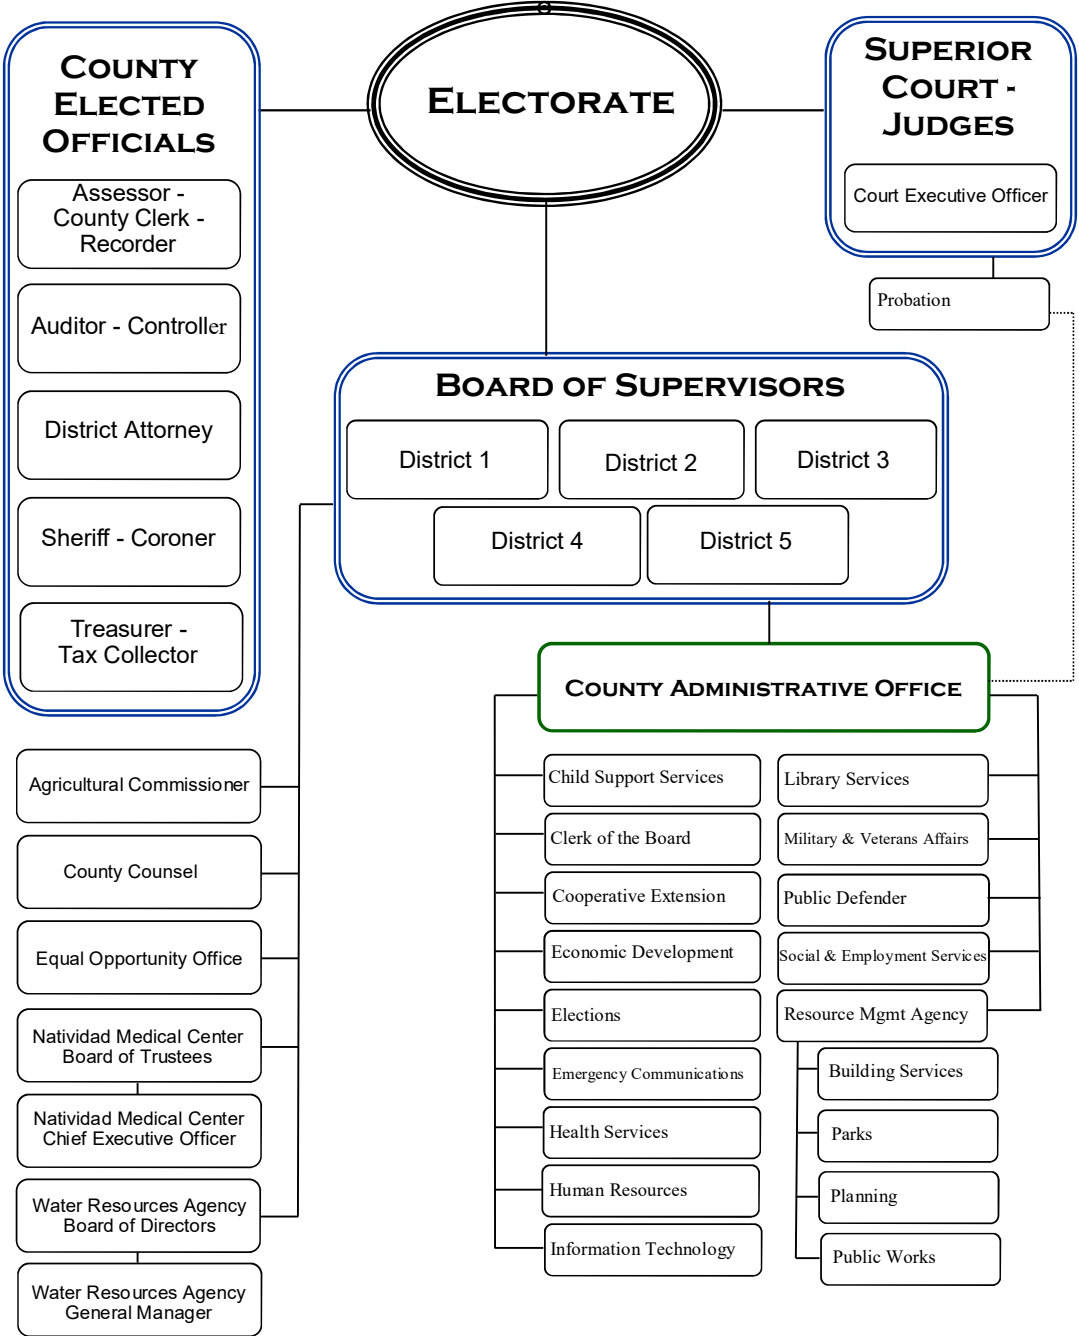 COUNTY
ELECTED
OFFICIALS
Assessor -
County Clerk -
Recorder
Auditor - Controller
District Attorney
Sheriff - Coroner
Treasurer -
Tax Collector
ELECTORATE
SUPERIOR
COURT -
JUDGES
Court Executive Officer
Probation
BOARD OF SUPERVISORS
District 1
District 2
District 3
District 4
District 5
COUNTY ADMINISTRATIVE OFFICE
Agricultural Commissioner
County Counsel
Equal Opportunity Office
Natividad Medical Center
Board of Trustees
Natividad Medical Center
Chief Executive Officer
Water Resources Agency
Board of Directors
Water Resources Agency
General Manager
Child Support Services
Clerk of the Board
Cooperative Extension
Economic Development
Elections
Emergency Communications
Health Services
Human Resources
Information Technology
Library Services
Military & Veterans Affairs
Public Defender
Social & Employment Services
Resource Mgmt Agency
Building Services
Parks
Planning
Public Works